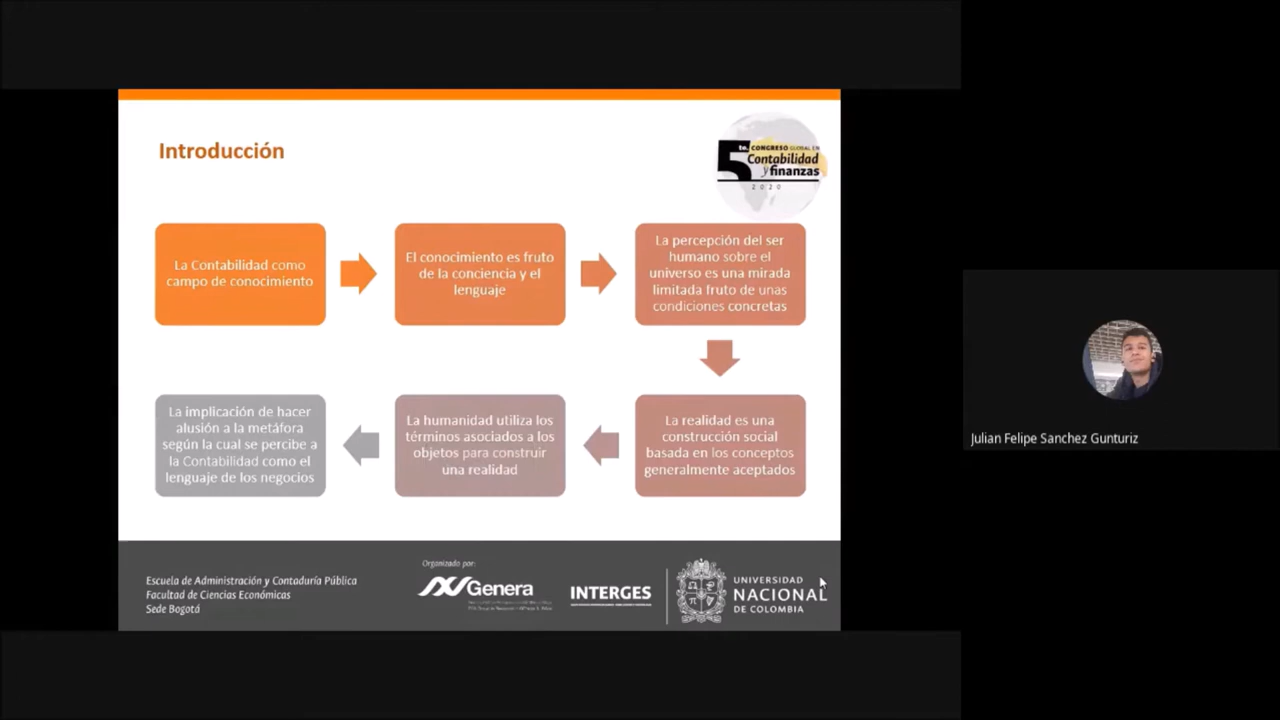 Introducción
5to. CONGRESO GLOBAL EN
Contabilidad
y finanzas
2020
La Contabilidad como
campo de conocimiento
El conocimiento es fruto
de la conciencia y el
lenguaje
La percepción del ser
humano sobre el
universo es una mirada
limitada fruto de unas
condiciones concretas
La realidad es una
construcción social
basada en los conceptos
generalmente aceptados
La humanidad utiliza los
términos asociados a los
objetos para construir
una realidad
La implicación de hacer
alusión a la metáfora
según la cual se percibe a
la Contabilidad como el
lenguaje de los negocios
Escuela de Administración y Contaduría Pública
Facultad de Ciencias Económicas
Sede Bogotá
Organizado por:
Genera
INTERGES
UNIVERSIDAD
NACIONAL
DE COLOMBIA
Julian Felipe Sanchez Gunturiz